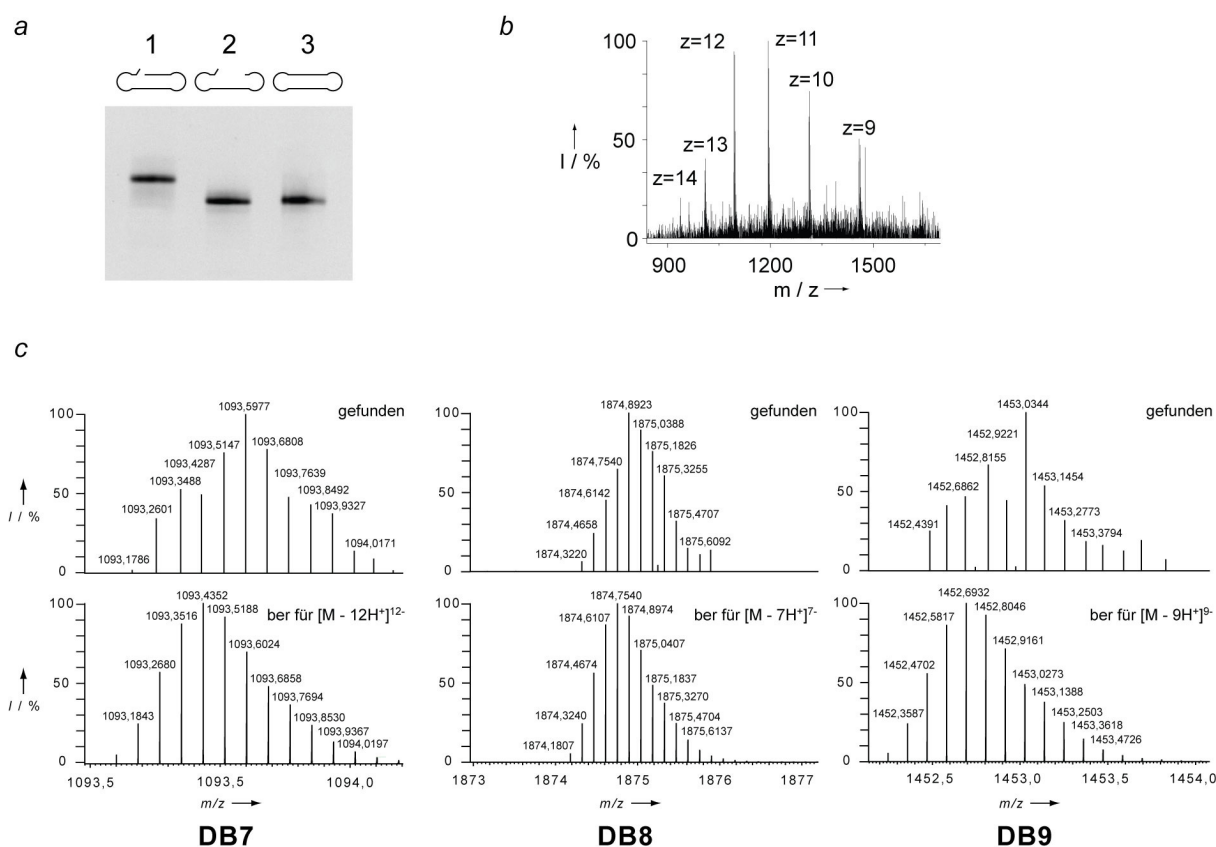 a
1 2 3
b
100
50
0
I / %
z=14
z=13
z=12
z=11
z=10
z=9
900 1200 1500
m / z
c
100
50
0
I / %
gefunden
1093,1786
1093,2601
1093,3488
1093,4287
1093,5147
1093,5977
1093,6808
1093,7639
1093,8492
1093,9327
1094,0171
100
50
0
gefunden
1874,3220
1874,4658
1874,6142
1874,7540
1874,8923
1875,0388
1875,1826
1875,3255
1875,4707
1875,6092
100
50
0
gefunden
1452,4391
1452,6862
1452,8155
1452,9221
1453,0344
1453,1454
1453,2773
1453,3794
100
50
0
I / %
ber für [M - 12H⁺]¹²⁻
1093,1843
1093,2680
1093,3516
1093,4352
1093,5188
1093,6024
1093,6858
1093,7694
1093,8530
1093,9367
1094,0197
1093,5 1093,6 1094,0
m/z
DB7
100
50
0
ber für [M - 7H⁺]⁷⁻
1874,1807
1874,3240
1874,4674
1874,6107
1874,7540
1874,8974
1875,0407
1875,1837
1875,3270
1875,4704
1875,6137
1873 1874 1875 1876 1877
m/z
DB8
100
50
0
ber für [M - 9H⁺]⁹⁻
1452,3587
1452,4702
1452,5817
1452,6932
1452,8046
1452,9161
1453,0273
1453,1388
1453,2503
1453,3618
1453,4726
1452,5 1453,0 1453,5 1454,0
m/z
DB9